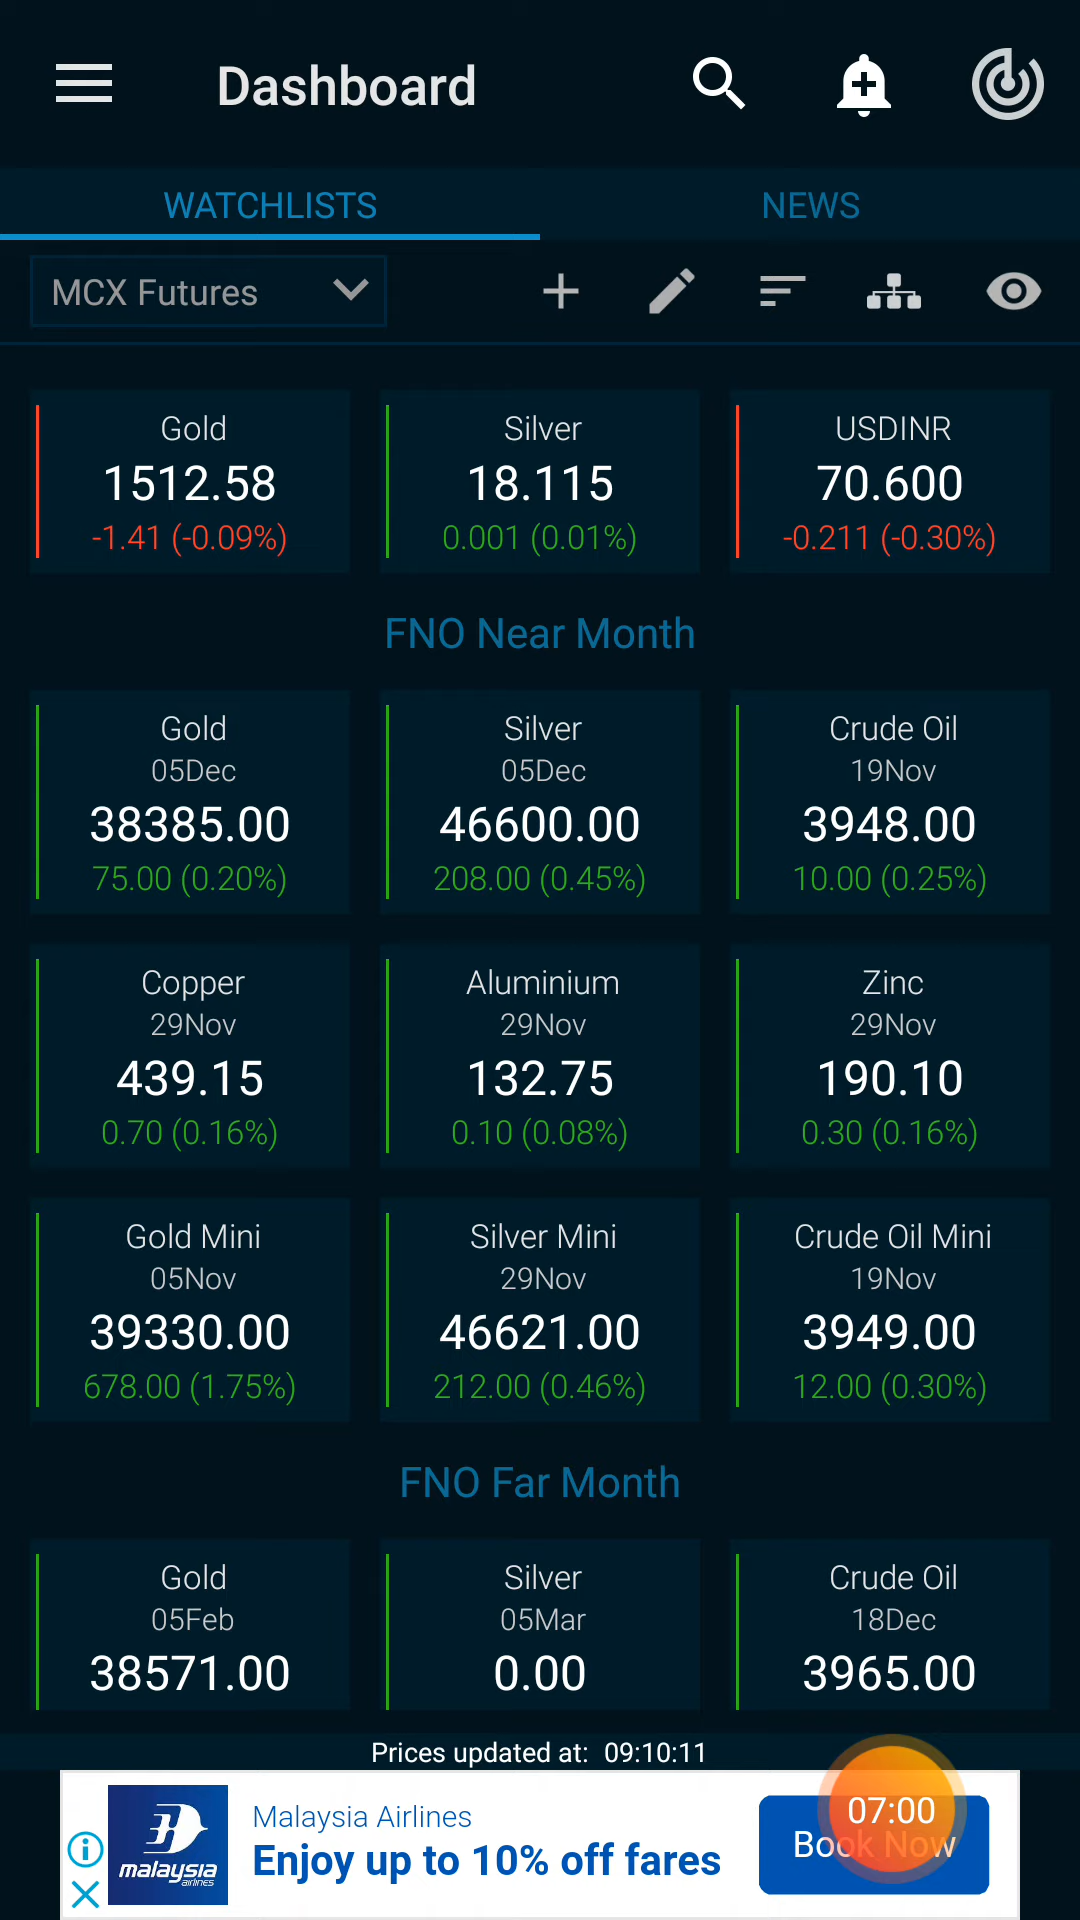 Dashboard
WATCHLISTS
NEWS
MCX Futures
Gold
1512.58
-1.41 (-0.09%)
Silver
18.115
0.001 (0.01%)
USDINR
70.600
-0.211 (-0.30%)
FNO Near Month
Gold
05Dec
38385.00
75.00 (0.20%)
Silver
05Dec
46600.00
208.00 (0.45%)
Crude Oil
19Nov
3948.00
10.00 (0.25%)
Copper
29Nov
439.15
0.70 (0.16%)
Aluminium
29Nov
132.75
0.10 (0.08%)
Zinc
29Nov
190.10
0.30 (0.16%)
Gold Mini
05Nov
39330.00
678.00 (1.75%)
Silver Mini
29Nov
46621.00
212.00 (0.46%)
Crude Oil Mini
19Nov
3949.00
12.00 (0.30%)
FNO Far Month
Gold
05Feb
38571.00
Silver
05Mar
0.00
Crude Oil
18Dec
3965.00
Prices updated at: 09:10:11
malaysia
airlines
Malaysia Airlines
Enjoy up to 10% off fares
07:00
Book Now